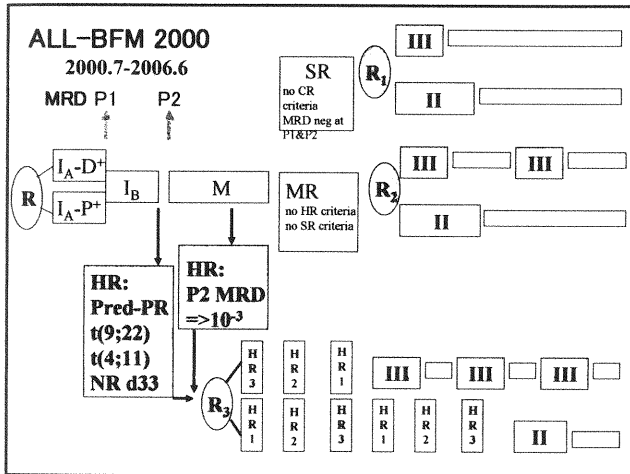 ALL-BFM 2000
2000.7-2006.6
MRD P1 P2
R
I_A-D⁺
I_A-P⁺
I_B
M
SR
no CR
criteria
MRD neg at
P1&P2
R₁
III
II
MR
no HR criteria
no SR criteria
R₂
III III
II
HR:
Pred-PR
t(9;22)
t(4;11)
NR d33
HR:
P2 MRD
=>10⁻³
R₃
HR3 HR2 HR1 III III III
HR1 HR2 HR3 HR1 HR2 HR3 II